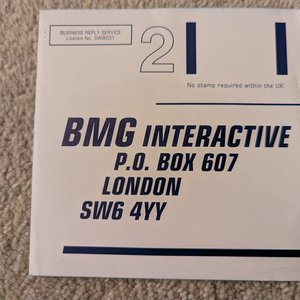 BUSINESS REPLY SERVICE
Licence No. SW8031
2
No stamp required within the UK
BMG INTERACTIVE
P.O. BOX 607
LONDON
SW6 4YY